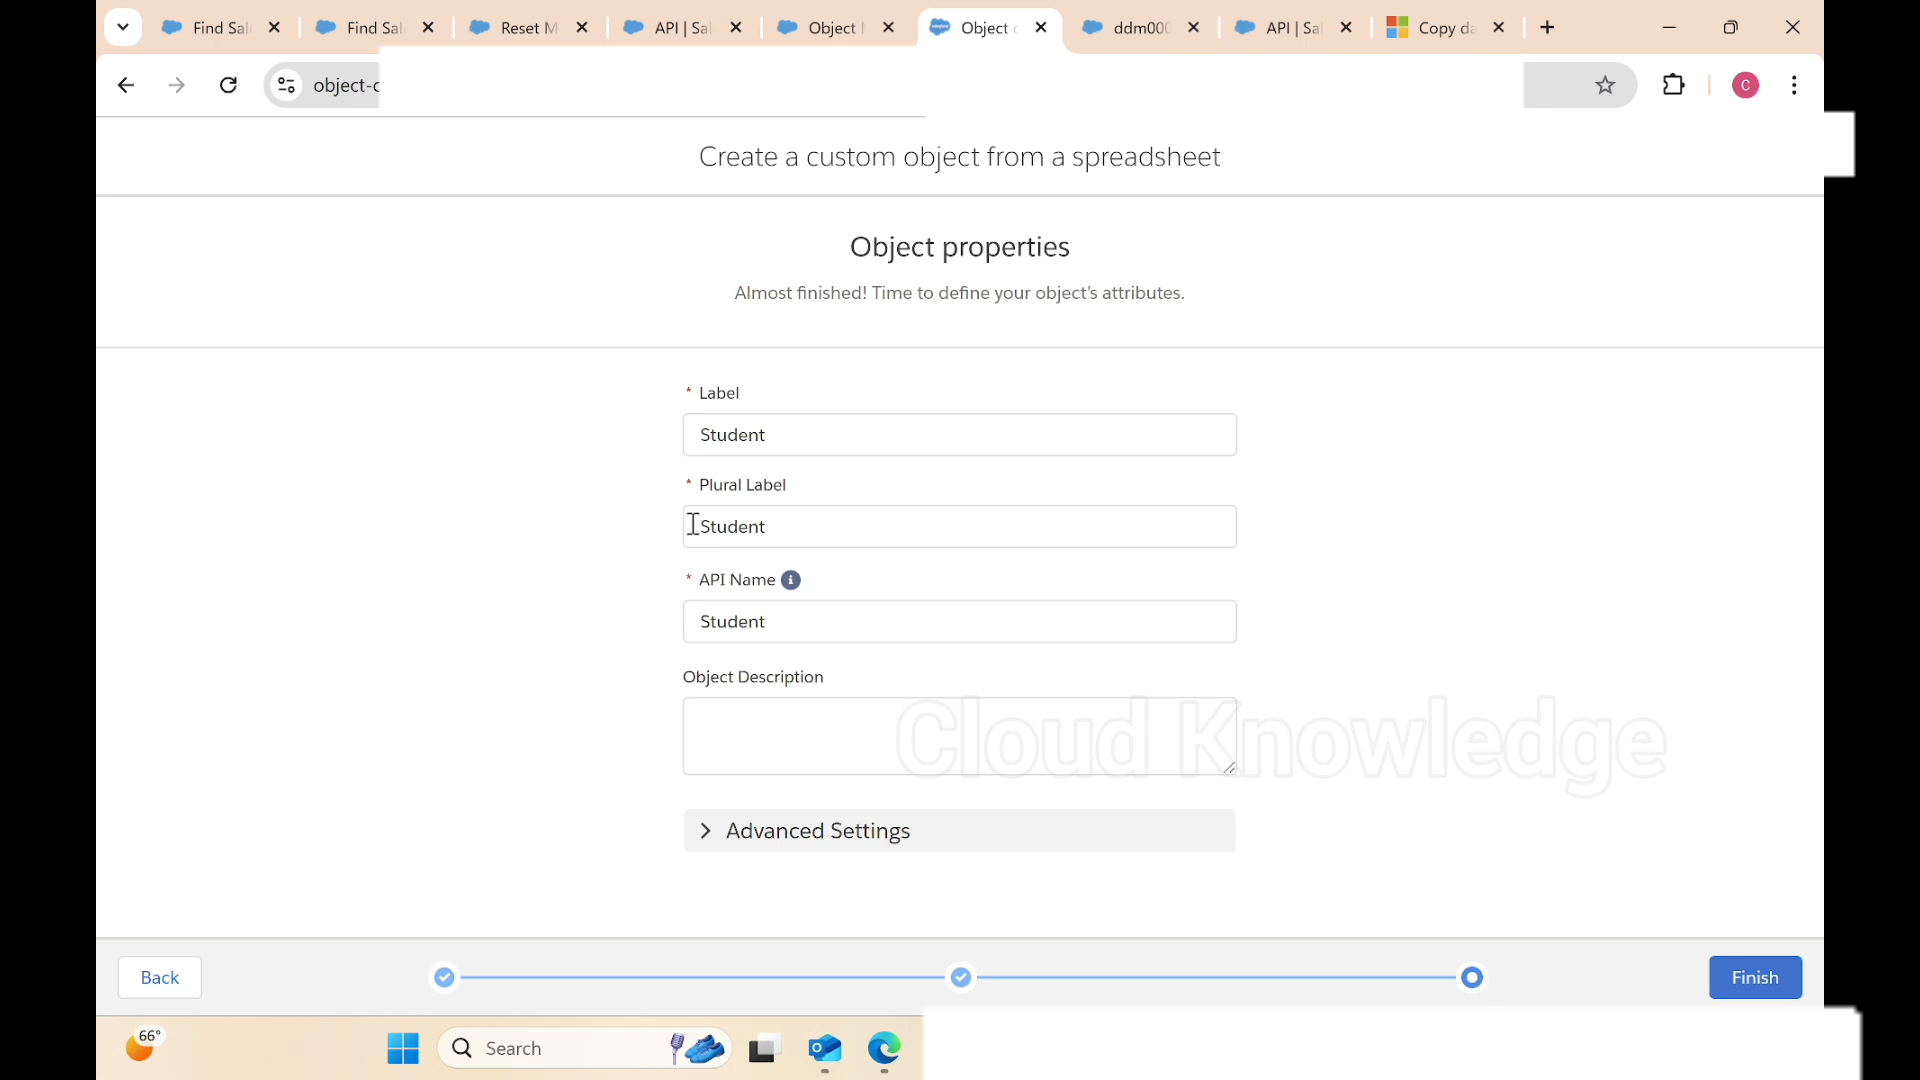 Find Sal
Find Sal
Reset M
API | Sal
Object
Object c
ddm000
API | Sal
Copy da
object-c
C
Create a custom object from a spreadsheet
Object properties
Almost finished! Time to define your object's attributes.
* Label
Student
* Plural Label
Student
* API Name
Student
Object Description
Cloud Knowledge
Advanced Settings
Back
Finish
66°
Search